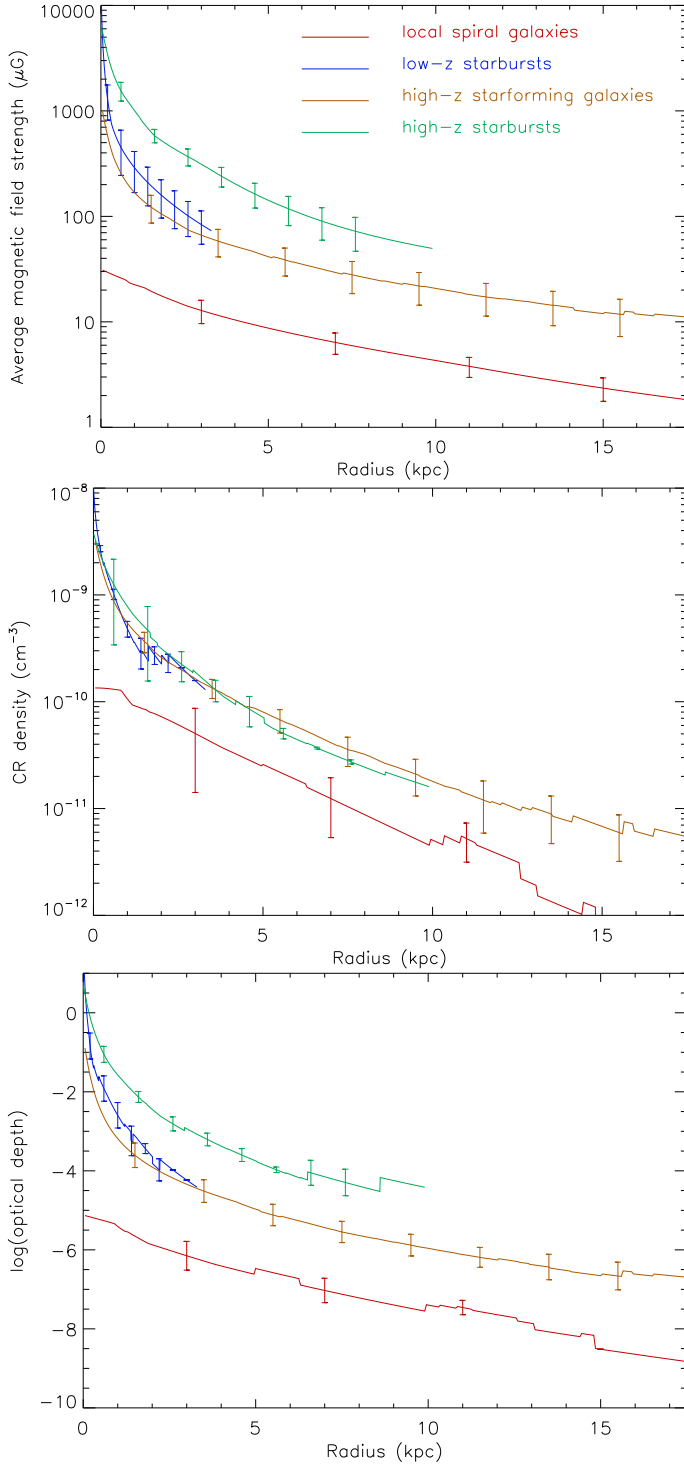 10000
1000
100
10
1
Average magnetic field strength (μG)
local spiral galaxies
low-z starbursts
high-z starforming galaxies
high-z starbursts
0 5 10 15
Radius (kpc)
10⁻⁸
10⁻⁹
10⁻¹⁰
10⁻¹¹
10⁻¹²
CR density (cm⁻³)
0 5 10 15
Radius (kpc)
0
−2
−4
−6
−8
−10
log(optical depth)
0 5 10 15
Radius (kpc)